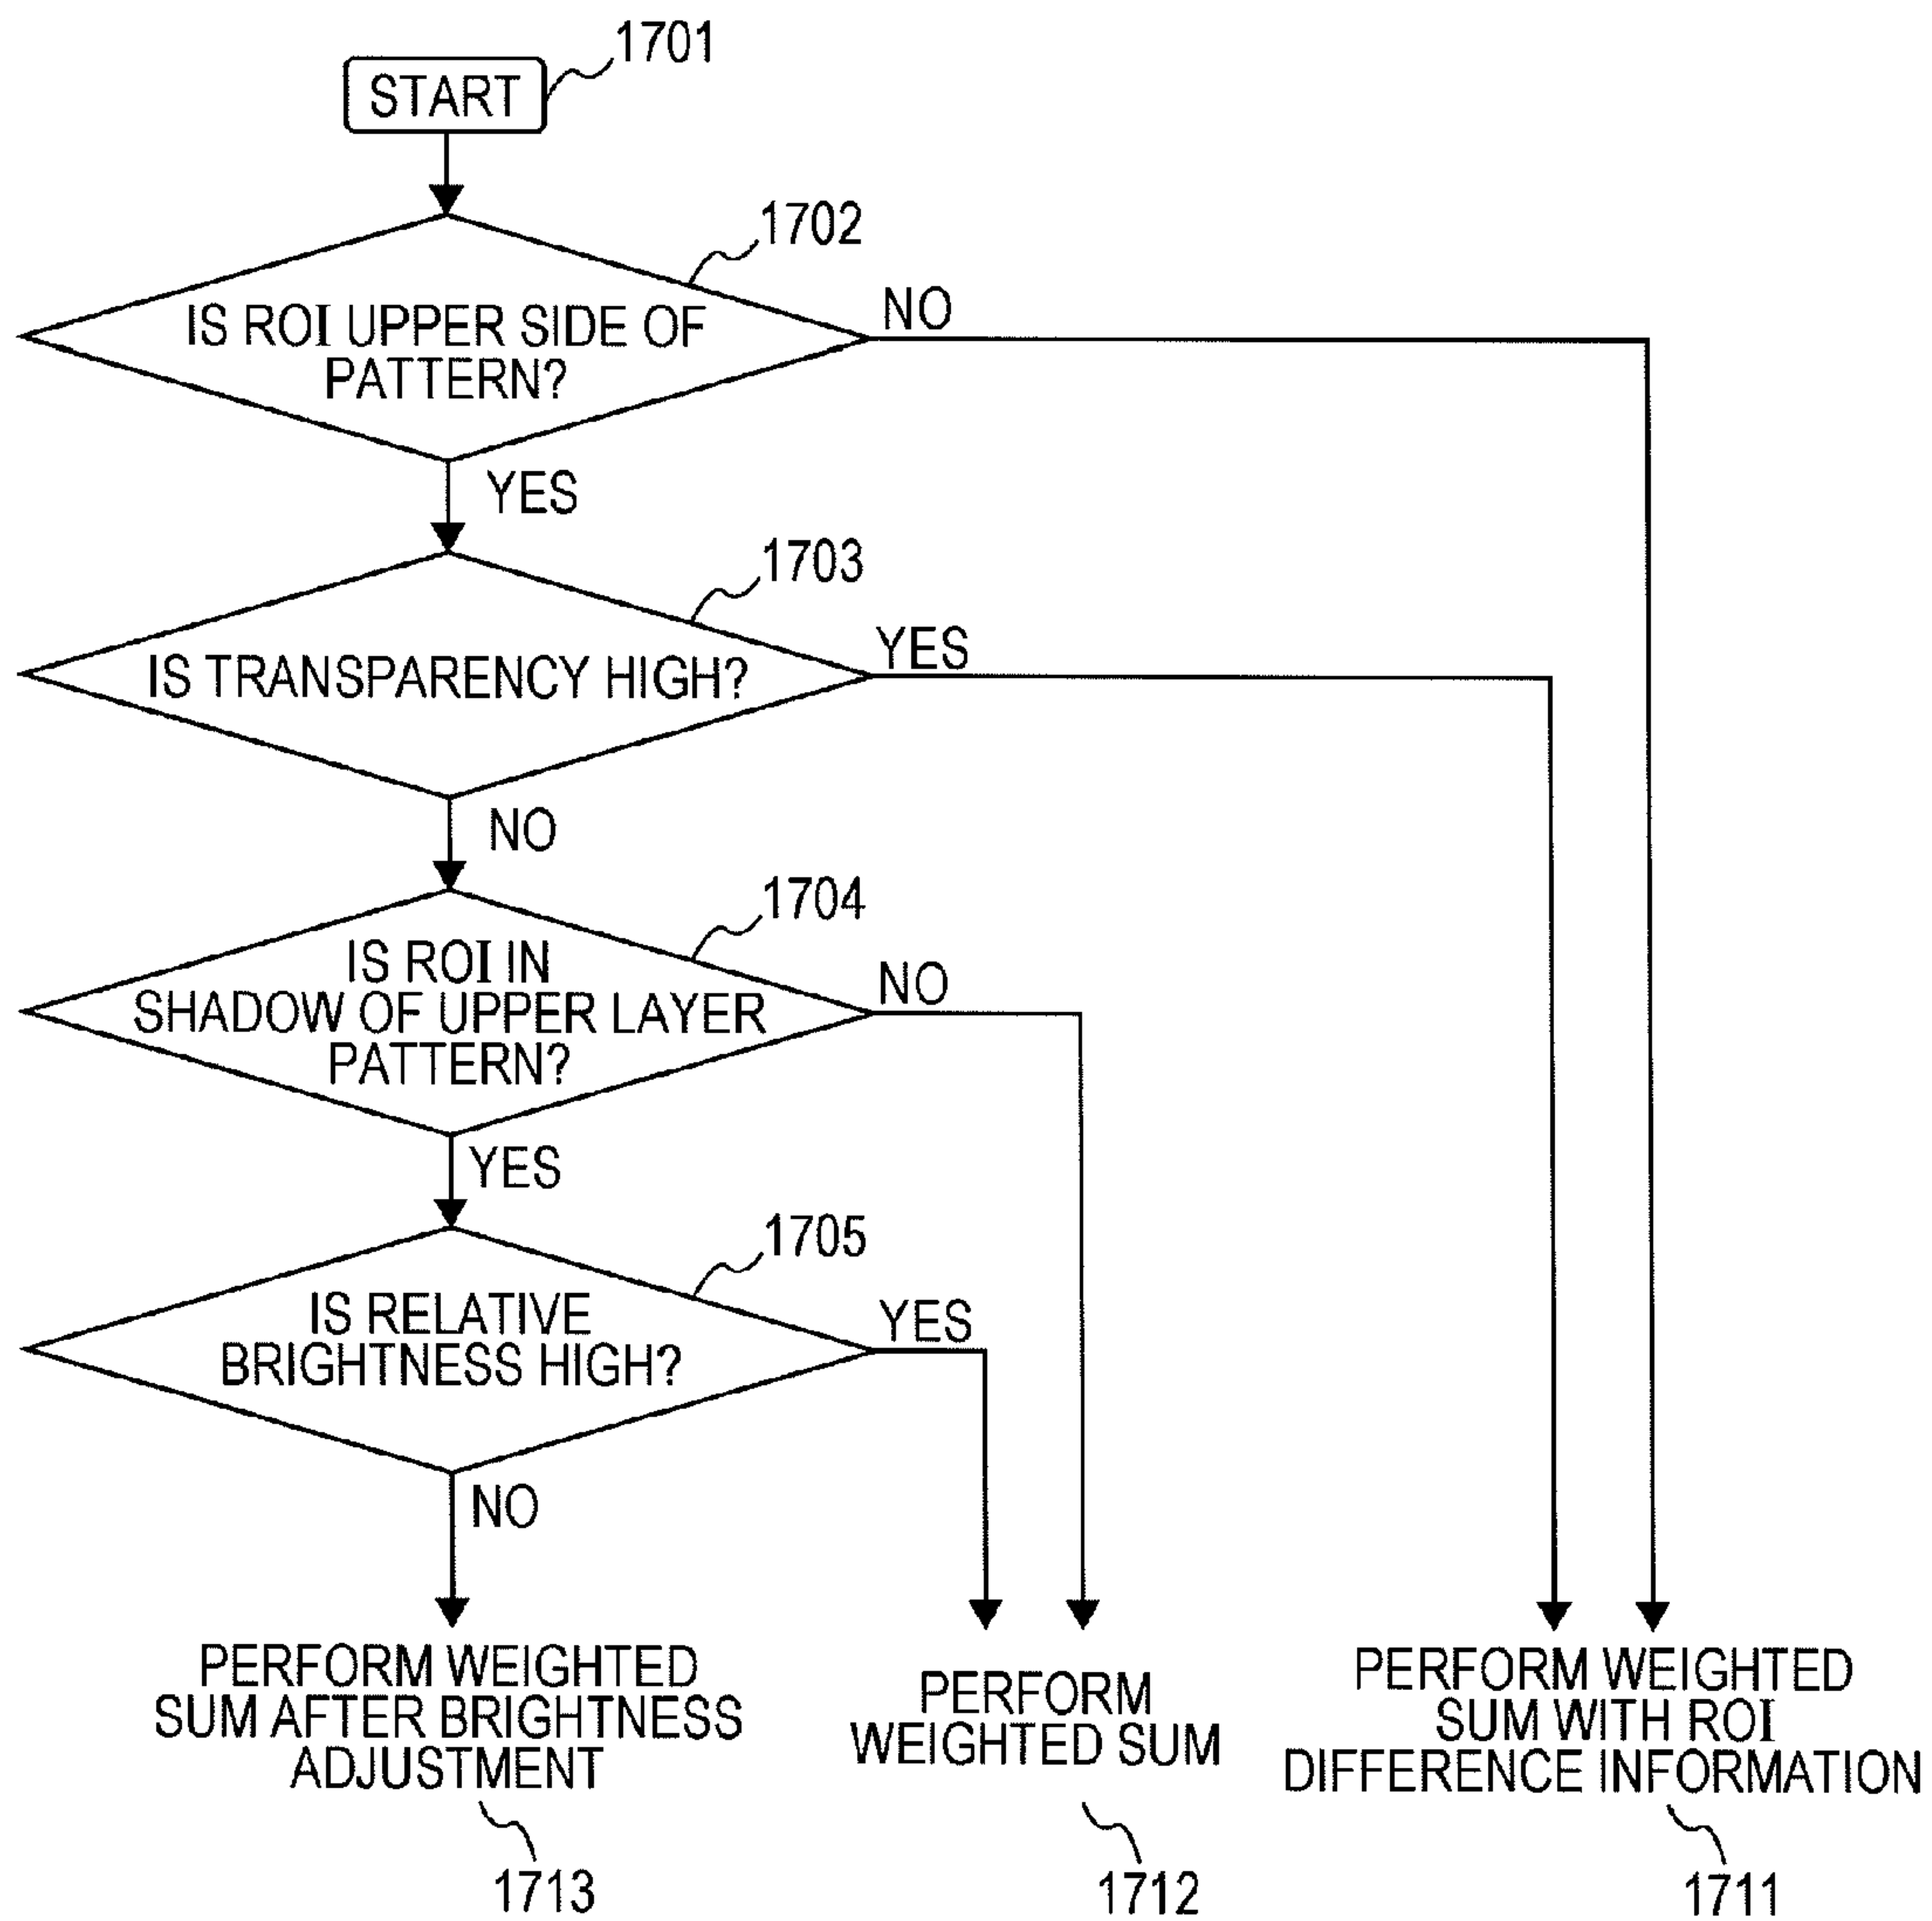 1701
START
1702
IS ROI UPPER SIDE OF
PATTERN?
NO
YES
1703
IS TRANSPARENCY HIGH?
YES
NO
1704
IS ROI IN
SHADOW OF UPPER LAYER
PATTERN?
NO
YES
1705
IS RELATIVE
BRIGHTNESS HIGH?
YES
NO
PERFORM WEIGHTED
SUM AFTER BRIGHTNESS
ADJUSTMENT
1713
PERFORM
WEIGHTED SUM
1712
PERFORM WEIGHTED
SUM WITH ROI
DIFFERENCE INFORMATION
1711